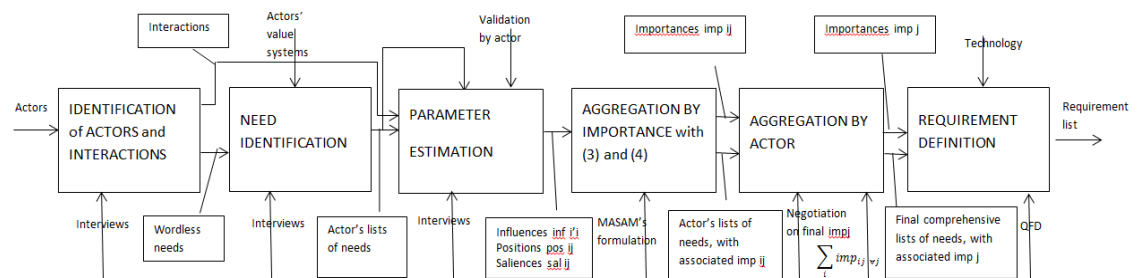 Interactions
Actors'
value
systems
Validation
by actor
Importances imp ij
Importances imp j
Technology
Actors
IDENTIFICATION
of ACTORS and
INTERACTIONS
NEED
IDENTIFICATION
PARAMETER
ESTIMATION
AGGREGATION BY
IMPORTANCE with
(3) and (4)
AGGREGATION BY
ACTOR
REQUIREMENT
DEFINITION
Requirement
list
Interviews
Wordless
needs
Interviews
Actor's lists
of needs
Interviews
Influences inf i'i
Positions pos ij
Saliences sal ij
MASAM's
formulation
Actor's lists of
needs, with
associated imp ij
Negotiation
on final impj
∑ imp ij ∀j
i
Final comprehensive
lists of needs, with
associated imp j
QFD